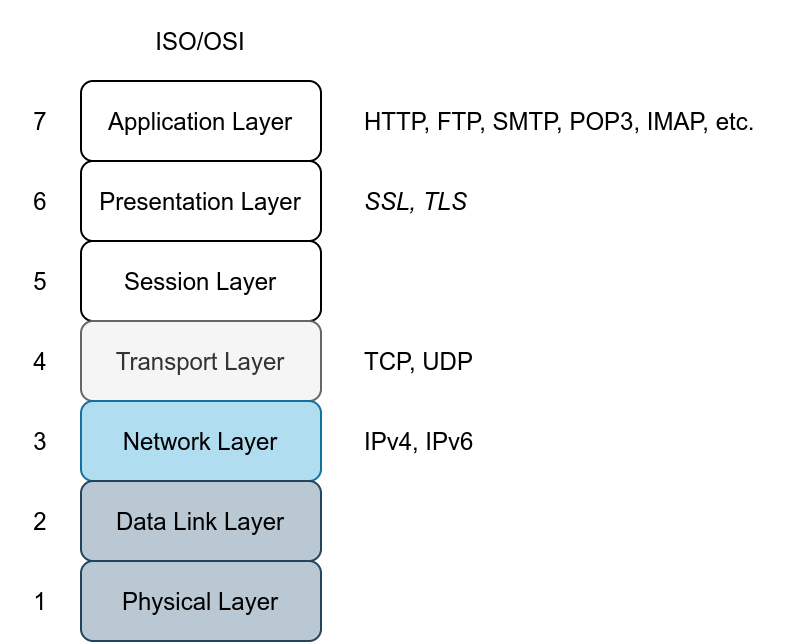 ISO/OSI
7 Application Layer HTTP, FTP, SMTP, POP3, IMAP, etc.
6 Presentation Layer SSL, TLS
5 Session Layer
4 Transport Layer TCP, UDP
3 Network Layer IPv4, IPv6
2 Data Link Layer
1 Physical Layer